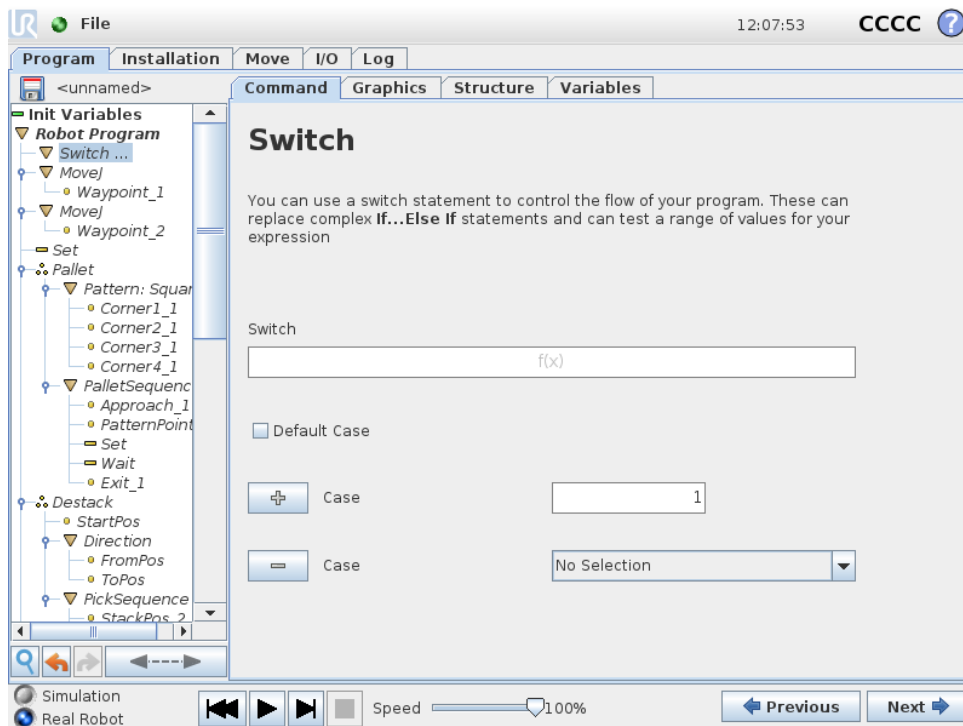 UR File 12:07:53 CCCC ?
Program Installation Move I/O Log
<unnamed>
Command Graphics Structure Variables
Init Variables
Robot Program
Switch ...
MoveJ
Waypoint_1
MoveJ
Waypoint_2
Set
Pallet
Pattern: Squar
Corner1_1
Corner2_1
Corner3_1
Corner4_1
PalletSequenc
Approach_1
PatternPoint
Set
Wait
Exit_1
Destack
StartPos
Direction
FromPos
ToPos
PickSequence
StackPos_2
Switch
You can use a switch statement to control the flow of your program. These can
replace complex If...Else If statements and can test a range of values for your
expression
Switch
f(x)
Default Case
Case 1
Case No Selection
Simulation
Real Robot
Speed 100%
Previous Next